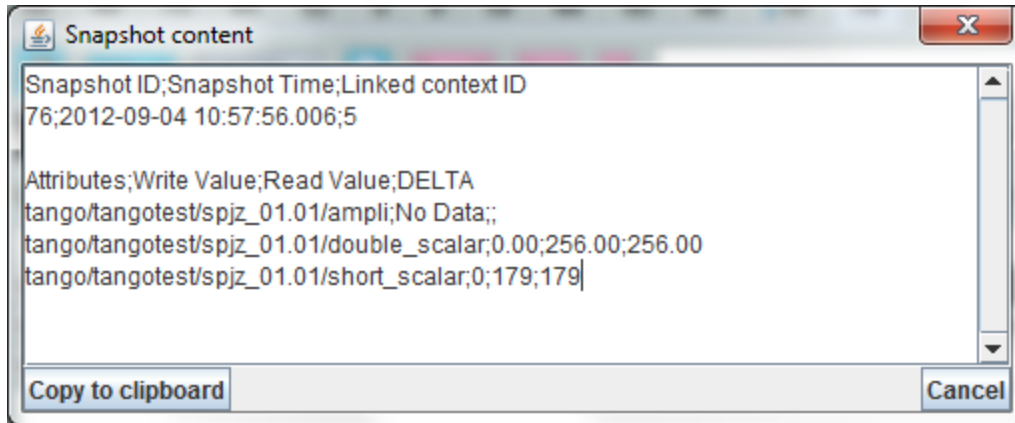 Snapshot content
Snapshot ID;Snapshot Time;Linked context ID
76;2012-09-04 10:57:56.006;5

Attributes;Write Value;Read Value;DELTA
tango/tangotest/spjz_01.01/ampli;No Data;;
tango/tangotest/spjz_01.01/double_scalar;0.00;256.00;256.00
tango/tangotest/spjz_01.01/short_scalar;0;179;179
Copy to clipboard
Cancel